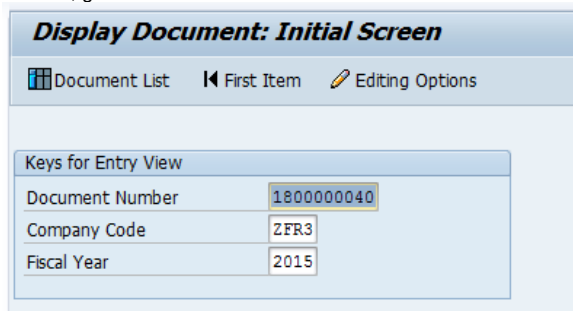 Display Document: Initial Screen
Document List First Item Editing Options
Keys for Entry View
Document Number 1800000040
Company Code ZFR3
Fiscal Year 2015